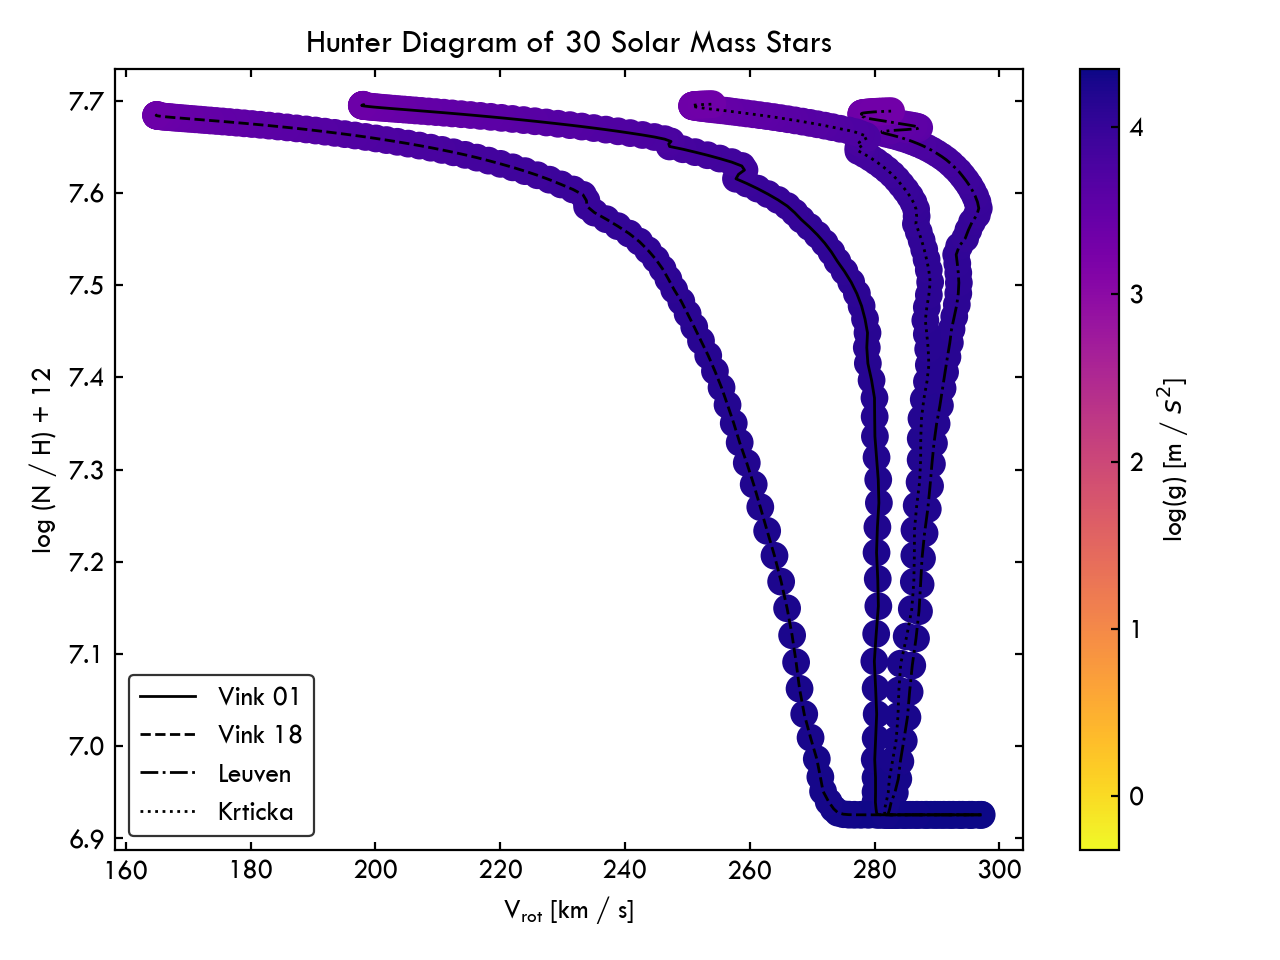 Hunter Diagram of 30 Solar Mass Stars
7.7
7.6
7.5
7.4
7.3
7.2
7.1
7.0
6.9
log (N / H) + 12
Vink 01
Vink 18
Leuven
Krticka
160 180 200 220 240 260 280 300
V_rot [km / s]
4
3
2
1
0
log(g) [m / s²]